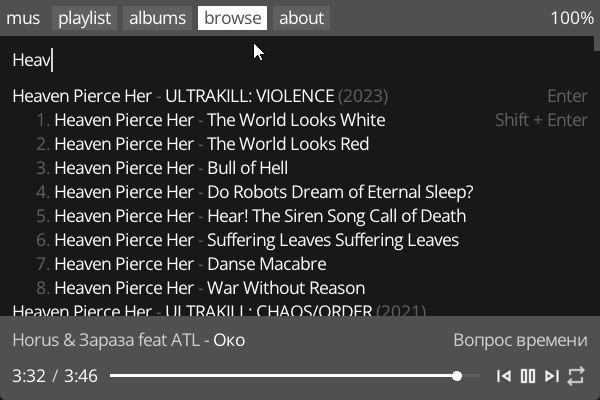 mus playlist albums browse about 100%
Heav
Heaven Pierce Her - ULTRAKILL: VIOLENCE (2023) Enter
1. Heaven Pierce Her - The World Looks White Shift + Enter
2. Heaven Pierce Her - The World Looks Red
3. Heaven Pierce Her - Bull of Hell
4. Heaven Pierce Her - Do Robots Dream of Eternal Sleep?
5. Heaven Pierce Her - Hear! The Siren Song Call of Death
6. Heaven Pierce Her - Suffering Leaves Suffering Leaves
7. Heaven Pierce Her - Danse Macabre
8. Heaven Pierce Her - War Without Reason
Heaven Pierce Her - ULTRAKILL: CHAOS/ORDER (2021)
Horus & Зараза feat ATL - Око Вопрос времени
3:32 / 3:46